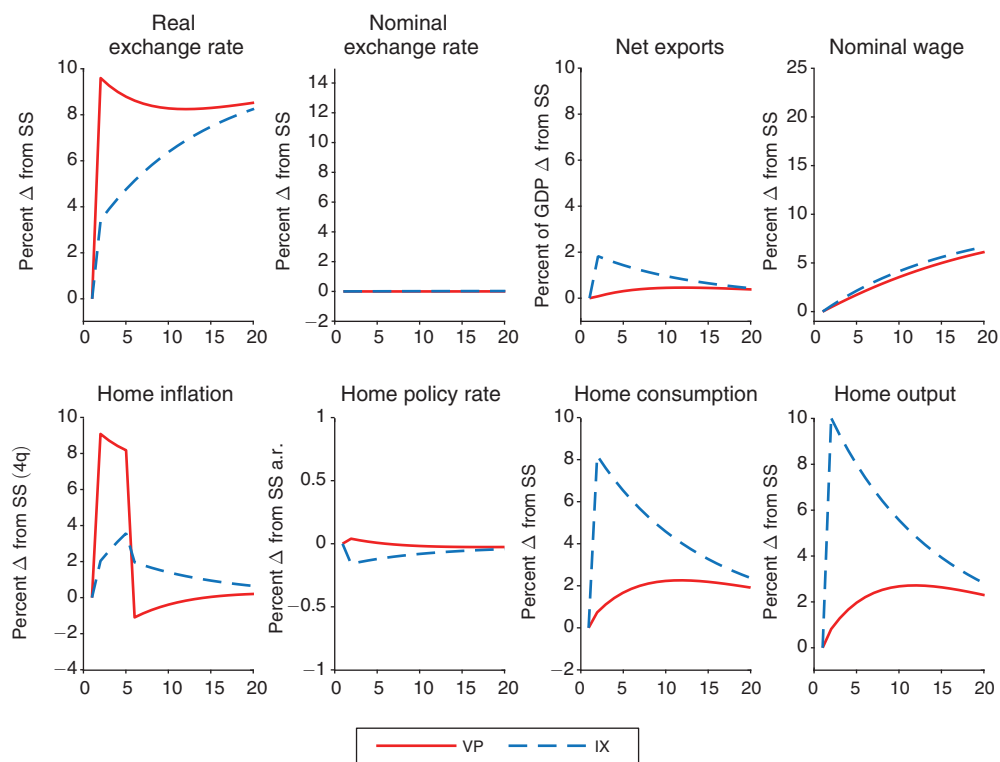 Real
exchange rate
Percent Δ from SS
10
8
6
4
2
0
0 5 10 15 20
Nominal
exchange rate
Percent Δ from SS
14
12
10
8
6
4
2
0
−2
0 5 10 15 20
Net exports
Percent of GDP Δ from SS
10
8
6
4
2
0
0 5 10 15 20
Nominal wage
Percent Δ from SS
25
20
15
10
5
0
0 5 10 15 20
Home inflation
Percent Δ from SS (4q)
10
8
6
4
2
0
−2
−4
0 5 10 15 20
Home policy rate
Percent Δ from SS a.r.
1
0.5
0
−0.5
−1
0 5 10 15 20
Home consumption
Percent Δ from SS
10
8
6
4
2
0
−2
0 5 10 15 20
Home output
Percent Δ from SS
10
8
6
4
2
0
0 5 10 15 20
VP IX